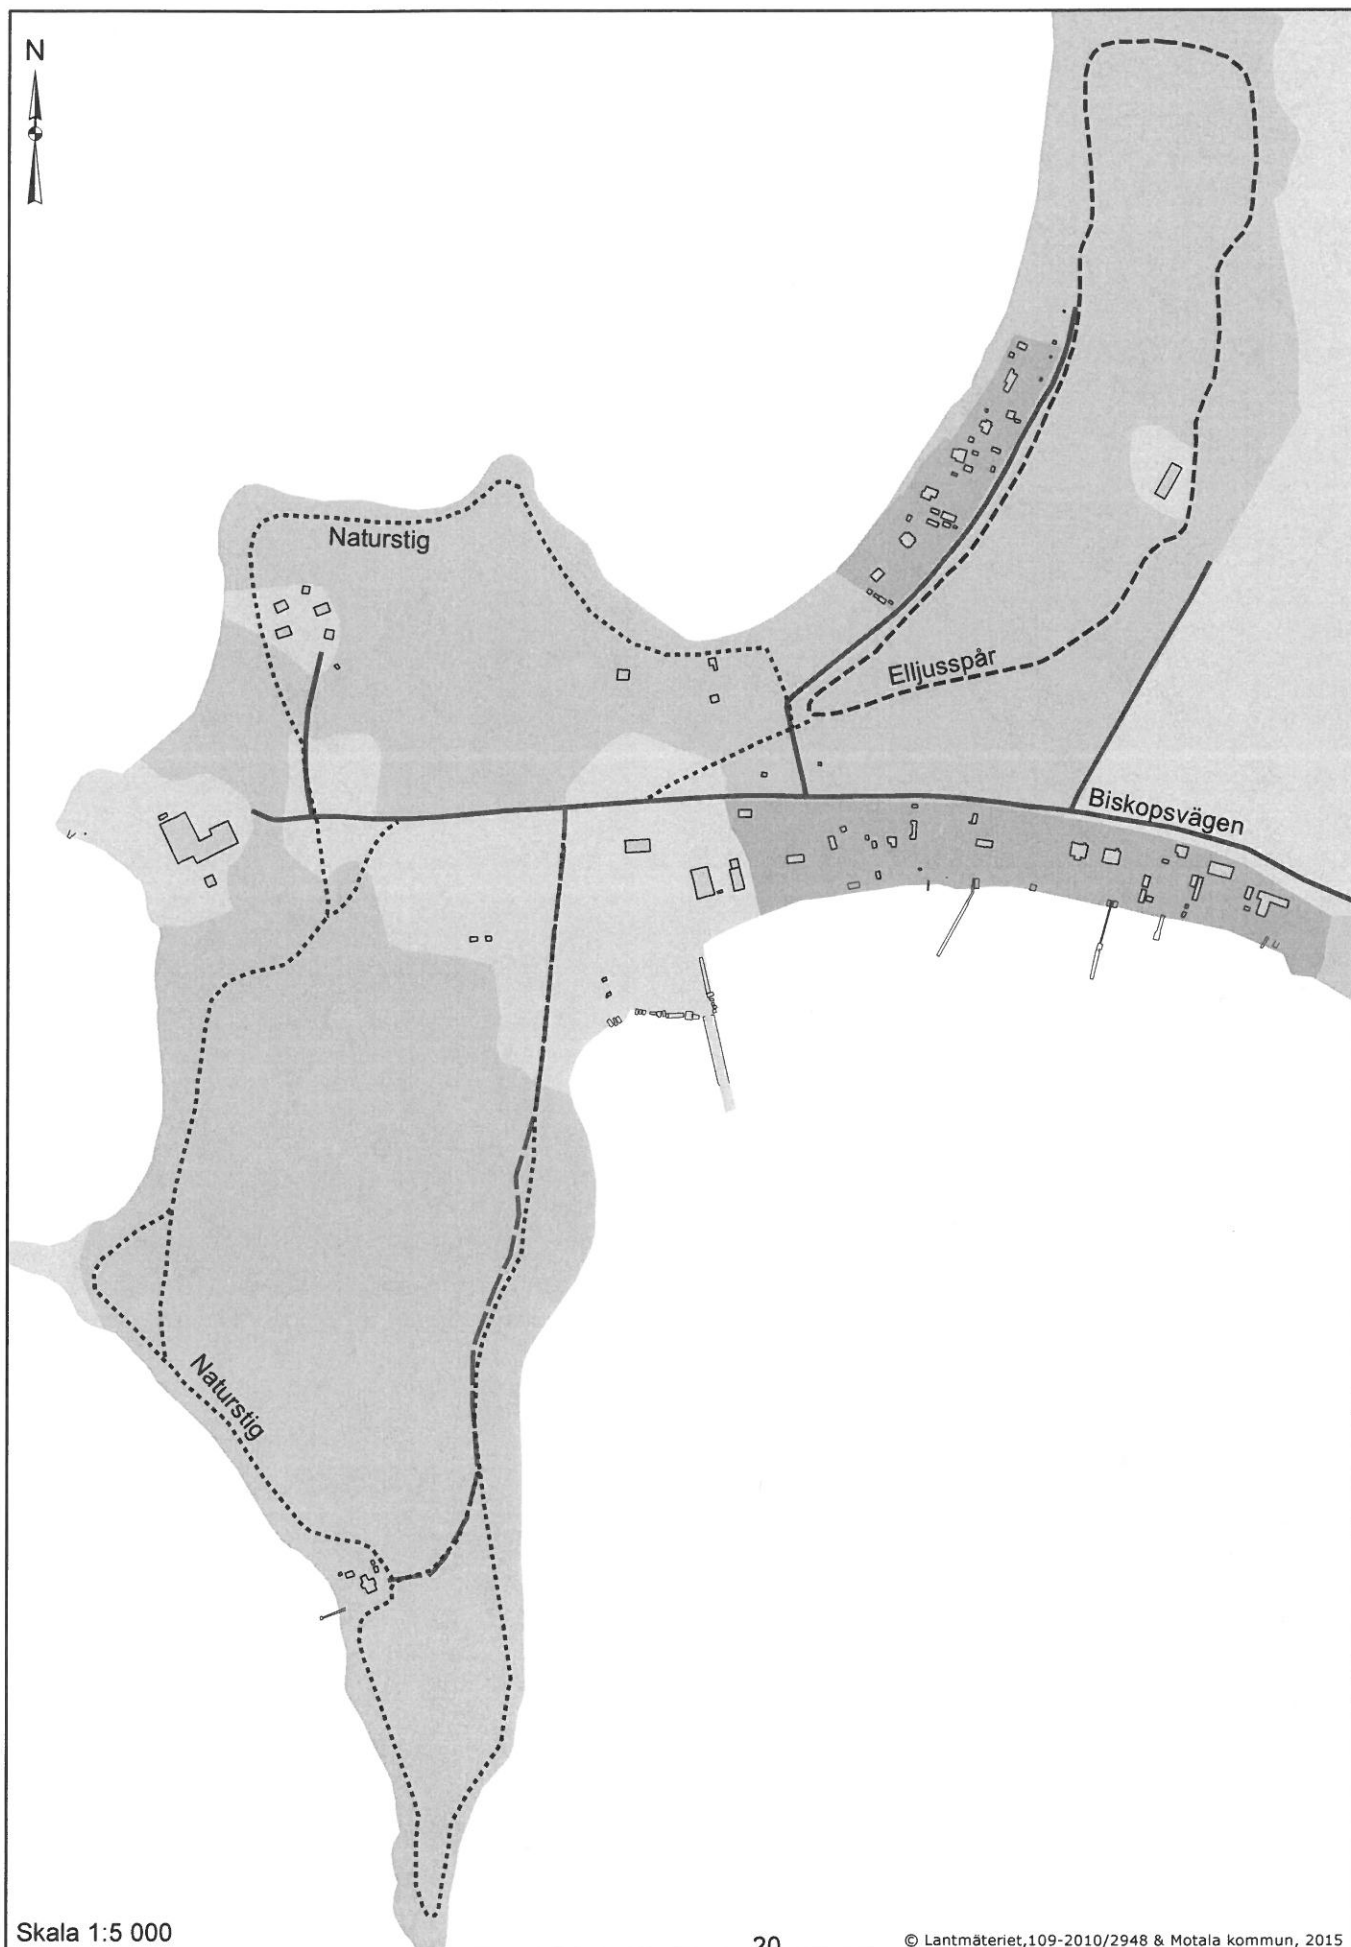 N
Naturstig
Elljusspår
Biskopsvägen
Naturstig
Skala 1:5 000
20
© Lantmäteriet,109-2010/2948 & Motala kommun, 2015